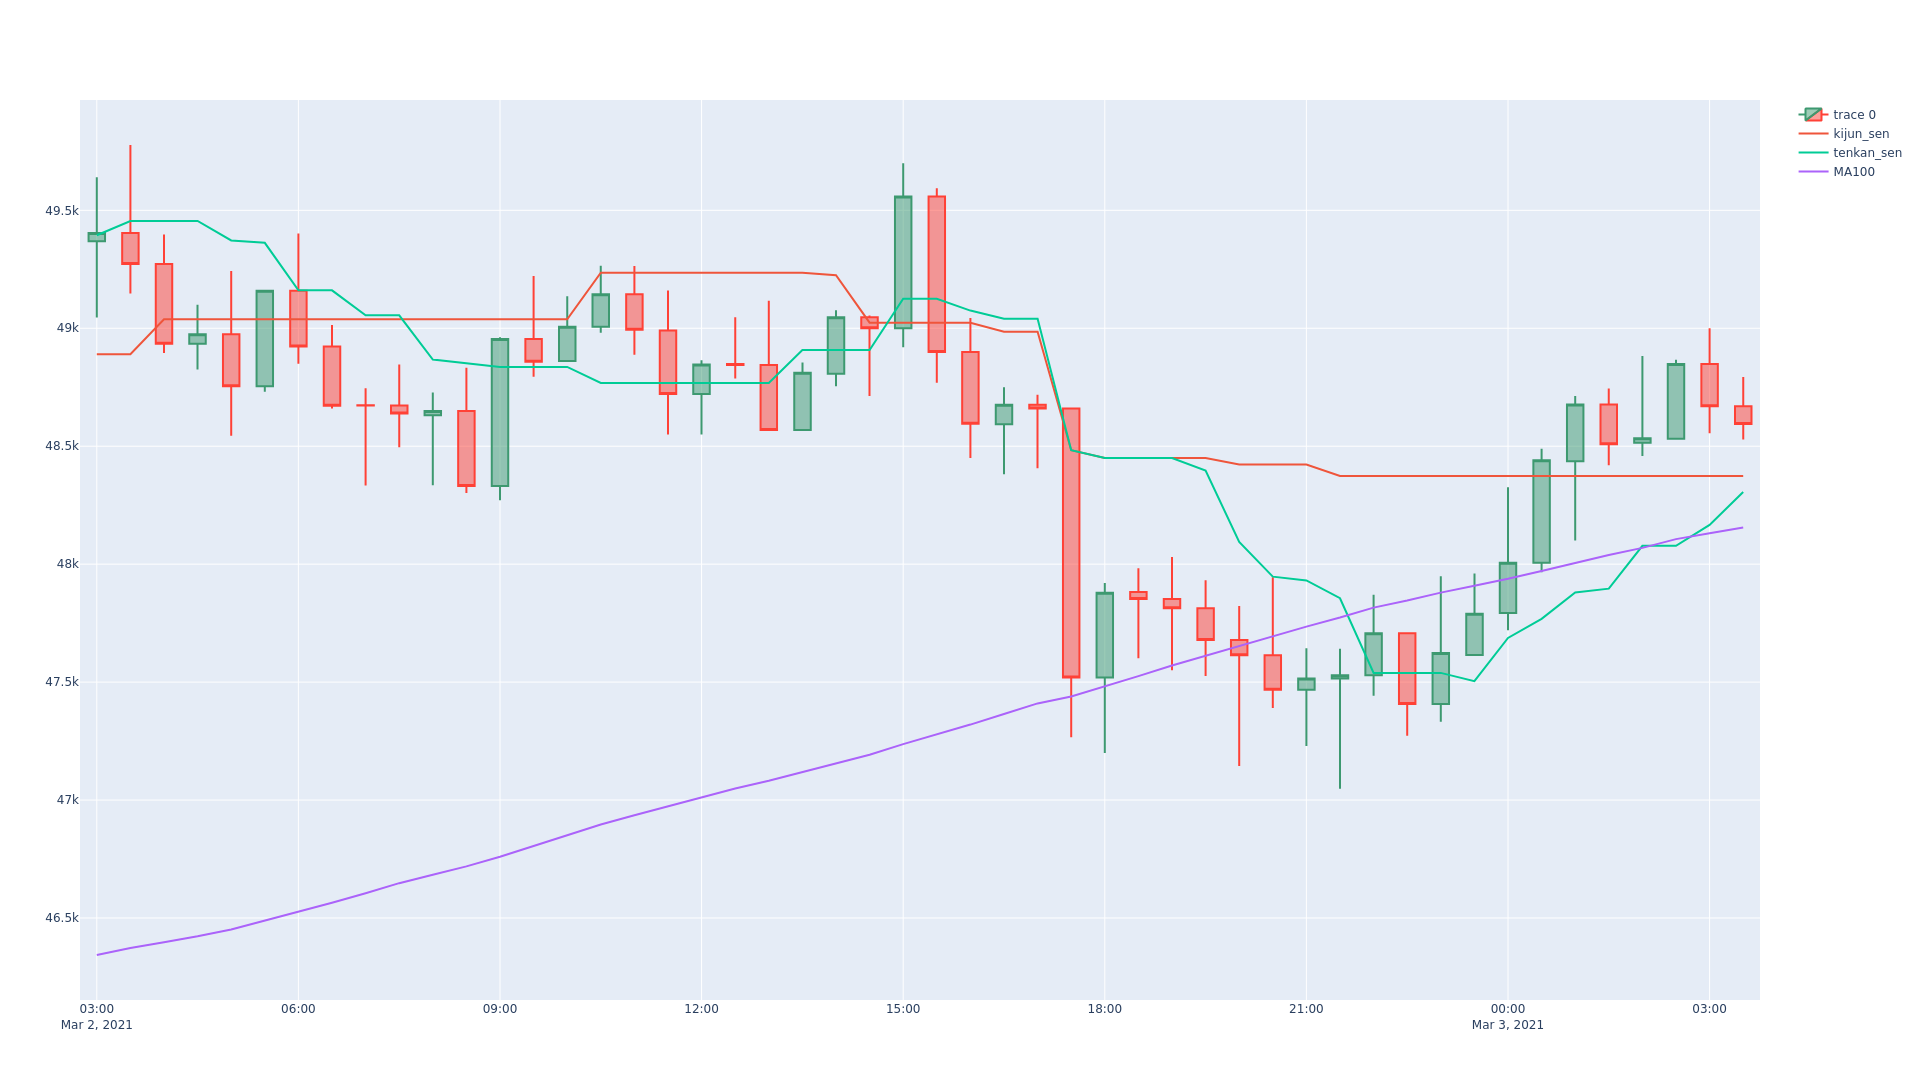 trace 0
kijun_sen
tenkan_sen
MA100
49.5k
49k
48.5k
48k
47.5k
47k
46.5k
03:00 06:00 09:00 12:00 15:00 18:00 21:00 00:00 03:00
Mar 2, 2021 Mar 3, 2021